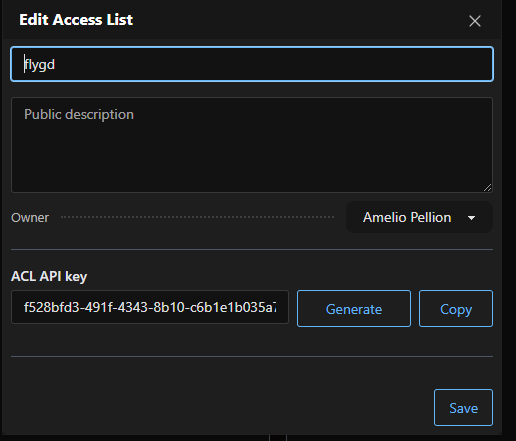 Edit Access List
flygd
Public description
Owner
Amelio Pellion
ACL API key
f528bfd3-491f-4343-8b10-c6b1e1b035a7
Generate
Copy
Save